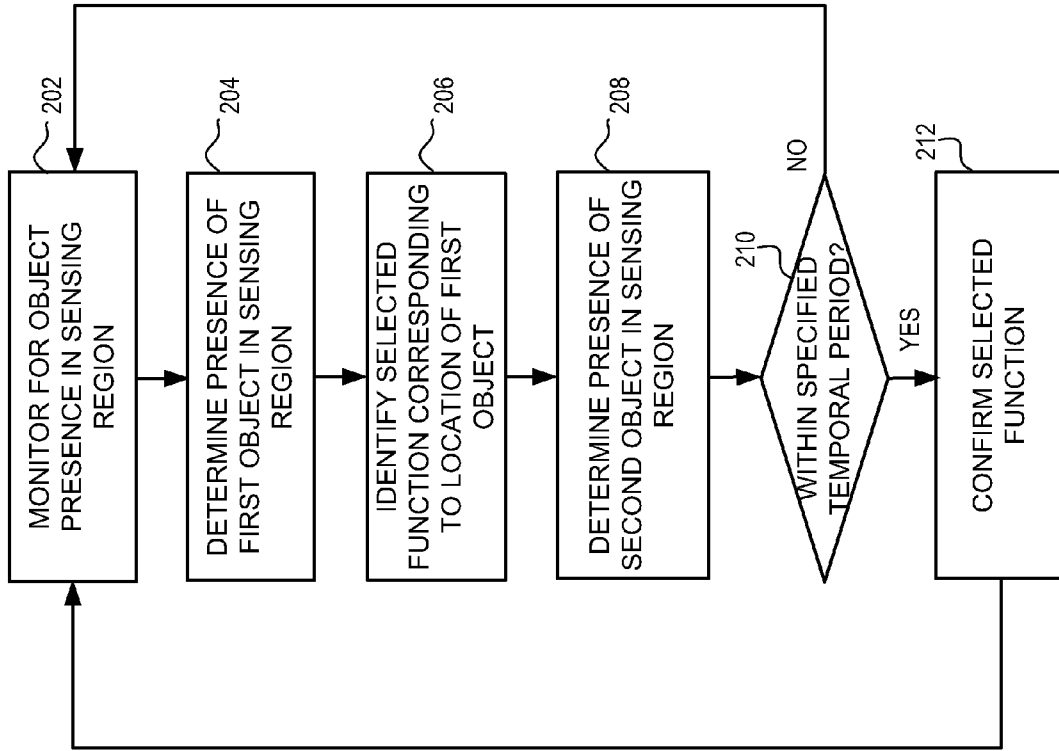 MONITOR FOR OBJECT
PRESENCE IN SENSING
REGION
202
DETERMINE PRESENCE OF
FIRST OBJECT IN SENSING
REGION
204
IDENTIFY SELECTED
FUNCTION CORRESPONDING
TO LOCATION OF FIRST
OBJECT
206
DETERMINE PRESENCE OF
SECOND OBJECT IN SENSING
REGION
208
WITHIN SPECIFIED
TEMPORAL PERIOD?
210
NO
YES
CONFIRM SELECTED
FUNCTION
212